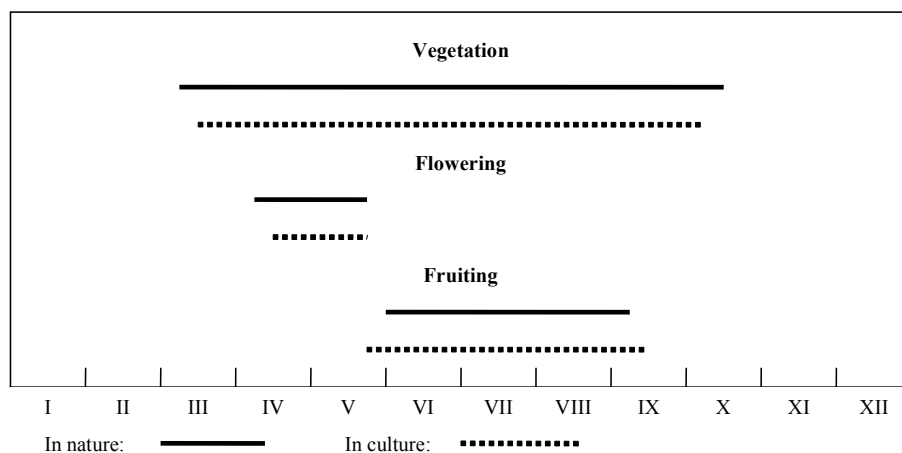 Vegetation
Flowering
Fruiting
I II III IV V VI VII VIII IX X XI XII
In nature: In culture: